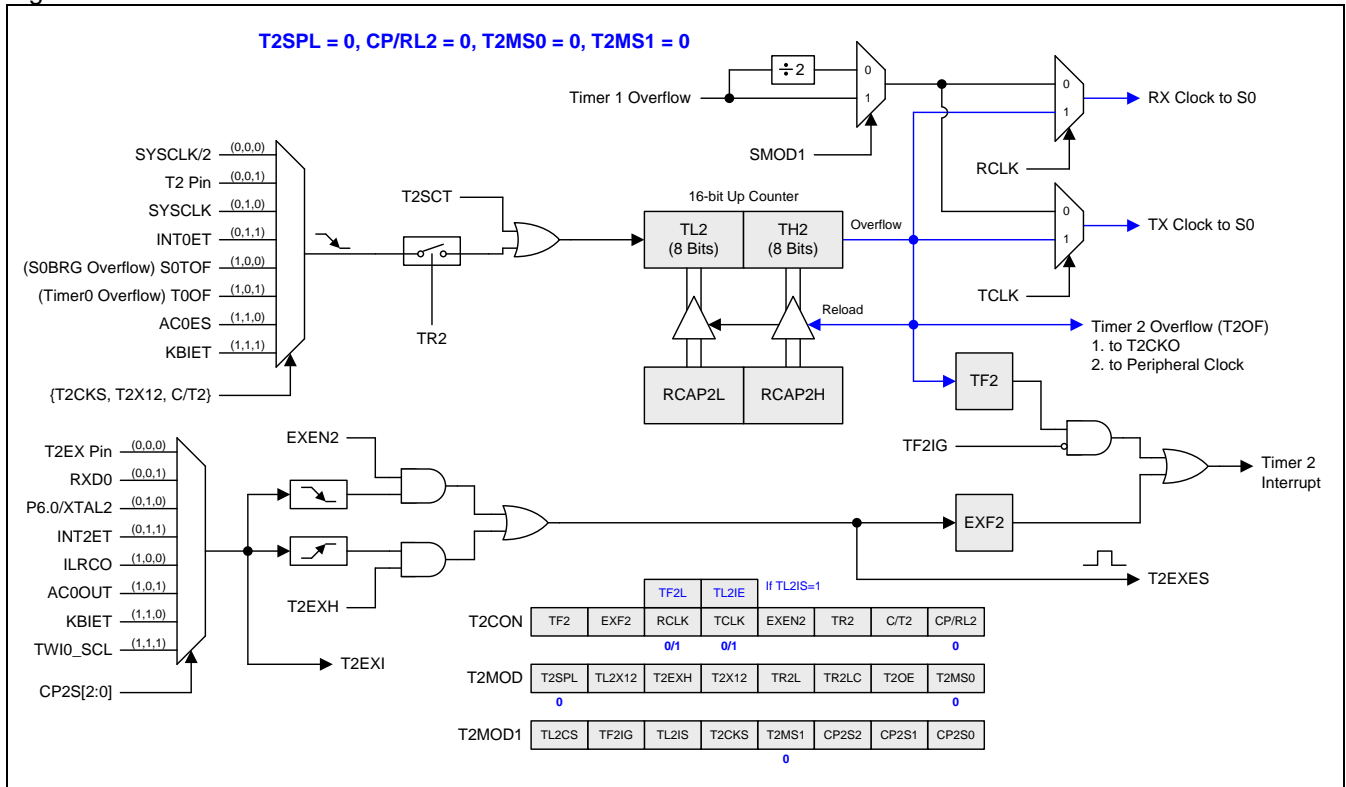 T2SPL = 0, CP/RL2 = 0, T2MS0 = 0, T2MS1 = 0
÷ 2
0
1
Timer 1 Overflow
SMOD1
0
1
RX Clock to S0
RCLK
0
1
TX Clock to S0
TCLK
SYSCLK/2 (0,0,0)
T2 Pin (0,0,1)
SYSCLK (0,1,0)
INT0ET (0,1,1)
(S0BRG Overflow) S0TOF (1,0,0)
(Timer0 Overflow) T0OF (1,0,1)
AC0ES (1,1,0)
KBIET (1,1,1)
{T2CKS, T2X12, C/T2}
T2SCT
TR2
16-bit Up Counter
TL2
(8 Bits)
TH2
(8 Bits)
Overflow
Reload
RCAP2L
RCAP2H
Timer 2 Overflow (T2OF)
1. to T2CKO
2. to Peripheral Clock
TF2
TF2IG
Timer 2
Interrupt
EXF2
T2EXES
EXEN2
T2EX Pin (0,0,0)
RXD0 (0,0,1)
P6.0/XTAL2 (0,1,0)
INT2ET (0,1,1)
ILRCO (1,0,0)
AC0OUT (1,0,1)
KBIET (1,1,0)
TWI0_SCL (1,1,1)
CP2S[2:0]
T2EXH
T2EXI
TF2L TL2IE If TL2IS=1
T2CON TF2 EXF2 RCLK TCLK EXEN2 TR2 C/T2 CP/RL2
0/1 0/1 0
T2MOD T2SPL TL2X12 T2EXH T2X12 TR2L TR2LC T2OE T2MS0
0 0
T2MOD1 TL2CS TF2IG TL2IS T2CKS T2MS1 CP2S2 CP2S1 CP2S0
0